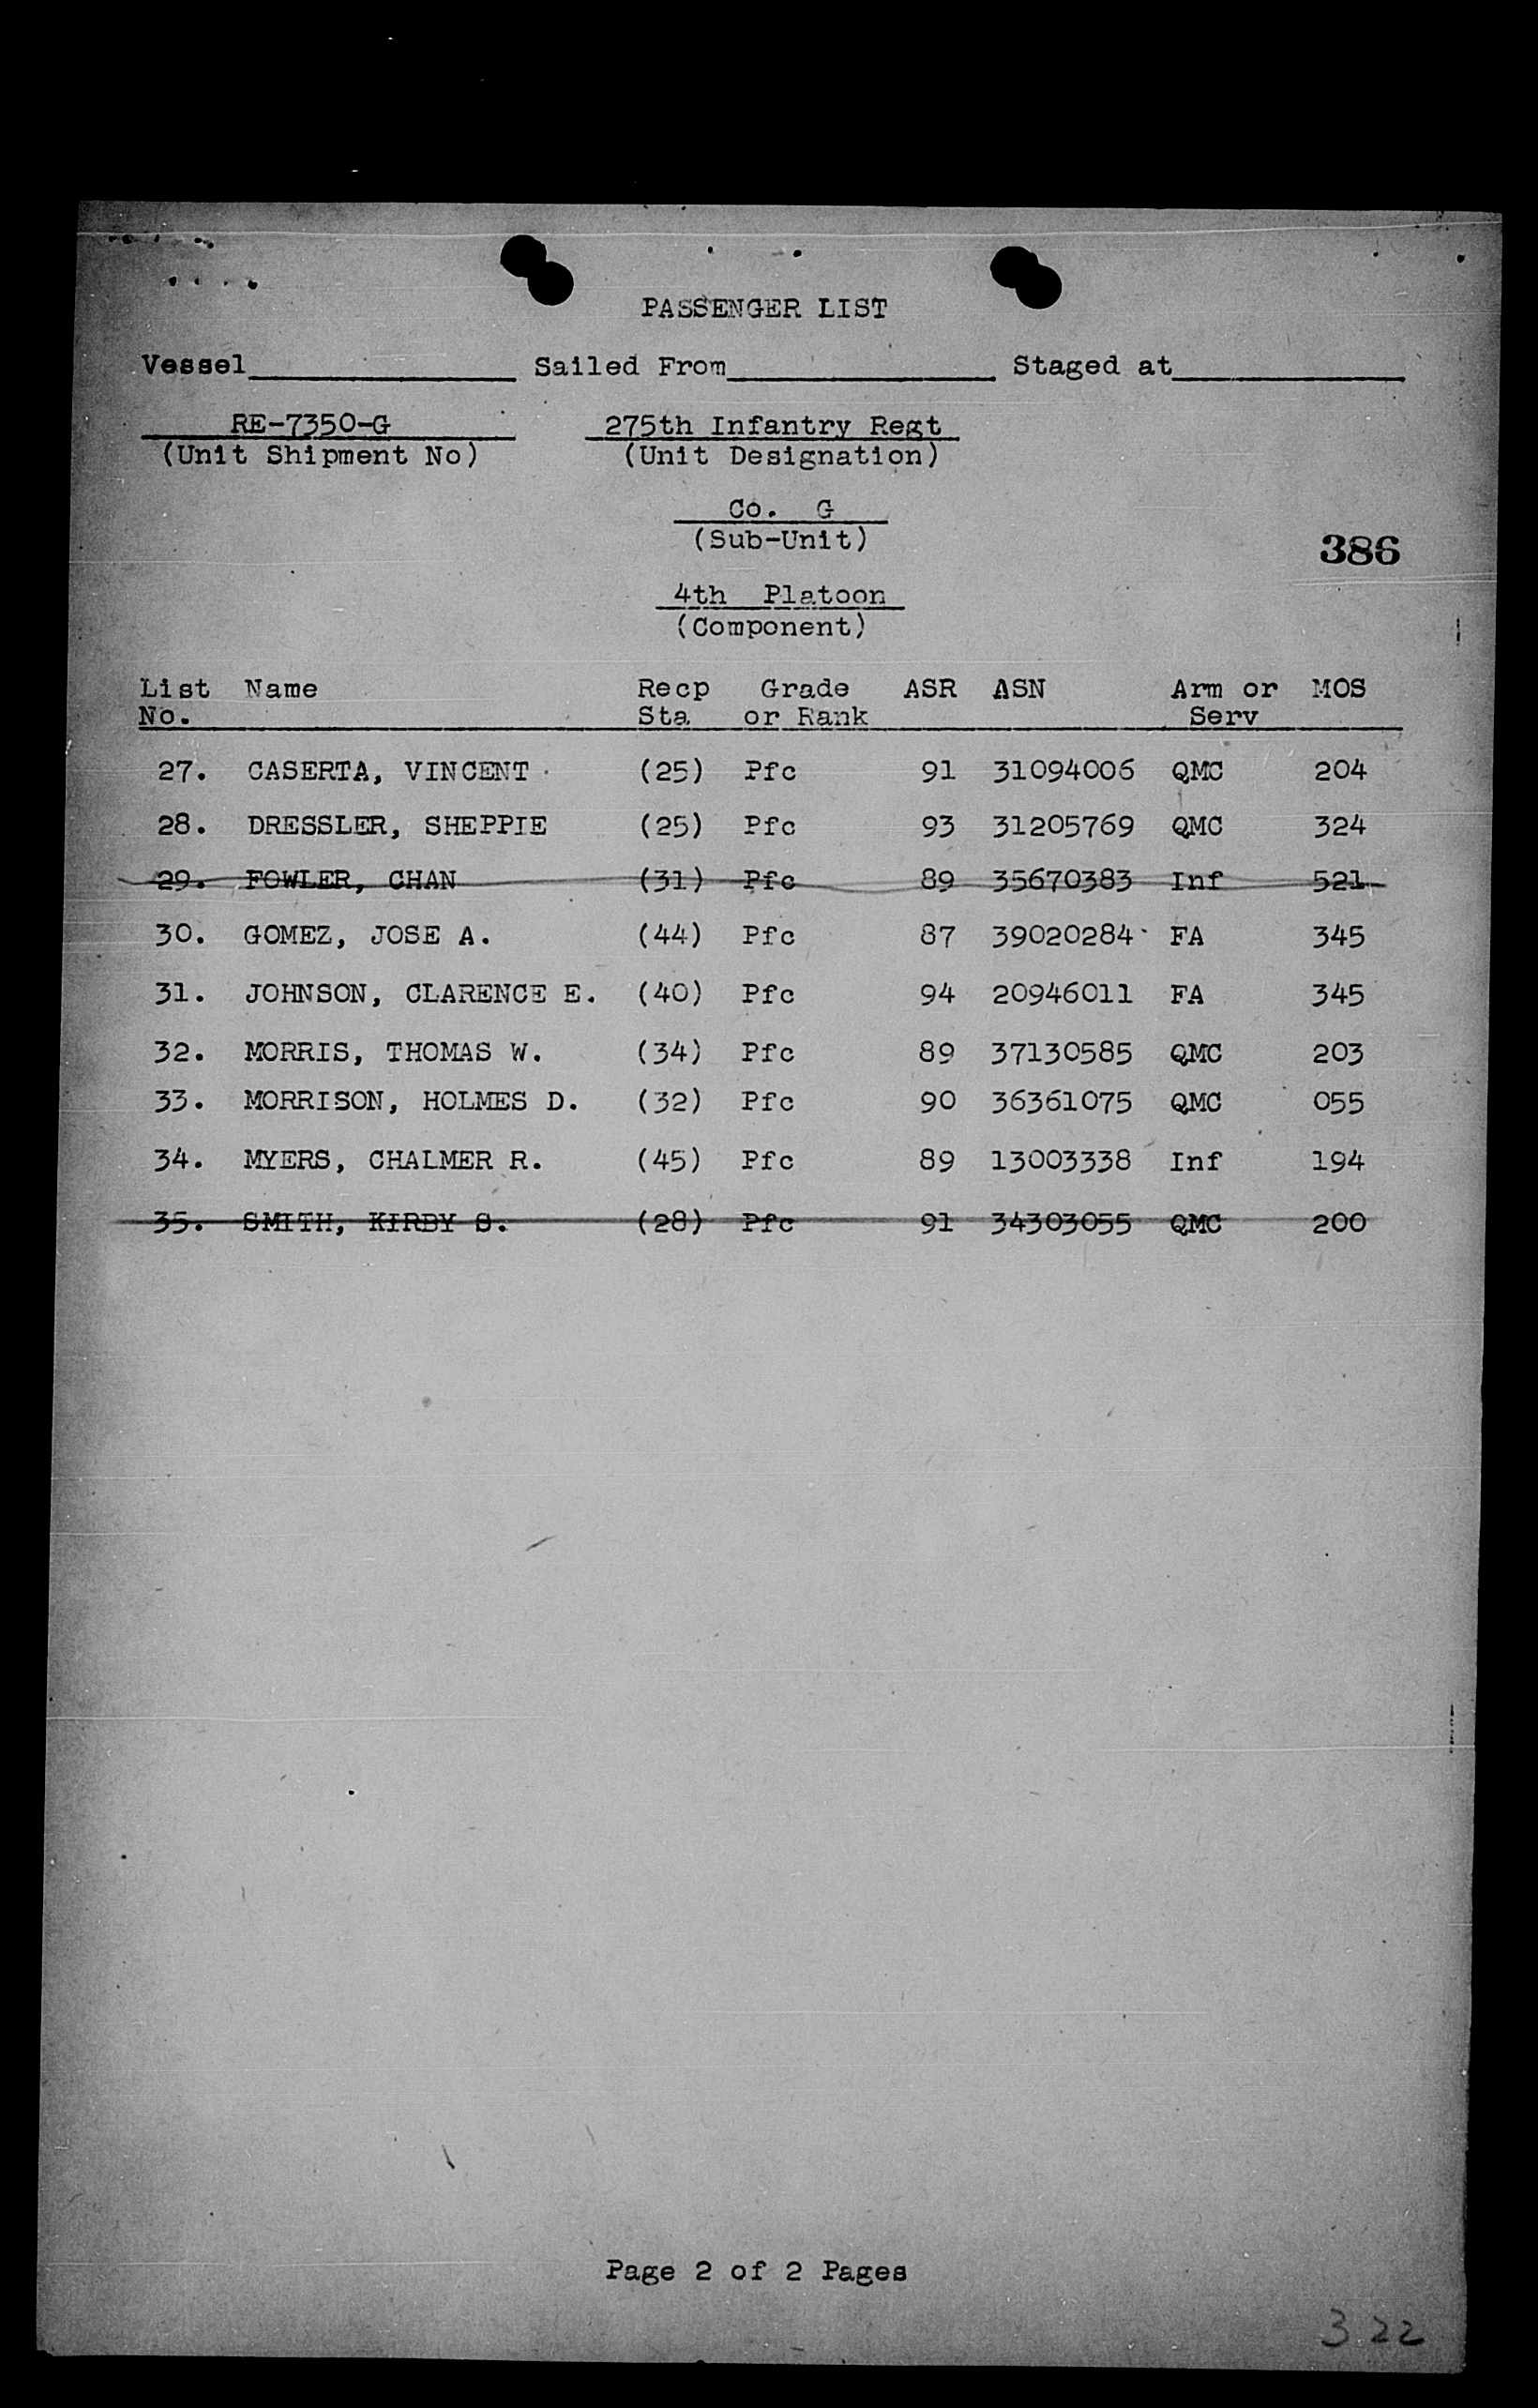 PASSENGER LIST
Vessel Sailed From Staged at
RE-7350-G 275th Infantry Regt
(Unit Shipment No) (Unit Designation)
Co. G
(Sub-Unit)
386
4th Platoon
(Component)
List Name Recp Grade ASR ASN Arm or MOS
No. Sta or Rank Serv
27. CASERTA, VINCENT (25) Pfc 91 31094006 QMC 204
28. DRESSLER, SHEPPIE (25) Pfc 93 31205769 QMC 324
29. FOWLER, CHAN (31) Pfc 89 35670383 Inf 521
30. GOMEZ, JOSE A. (44) Pfc 87 39020284 FA 345
31. JOHNSON, CLARENCE E. (40) Pfc 94 20946011 FA 345
32. MORRIS, THOMAS W. (34) Pfc 89 37130585 QMC 203
33. MORRISON, HOLMES D. (32) Pfc 90 36361075 QMC 055
34. MYERS, CHALMER R. (45) Pfc 89 13003338 Inf 194
35. SMITH, KIRBY S. (28) Pfc 91 34303055 QMC 200
Page 2 of 2 Pages
322